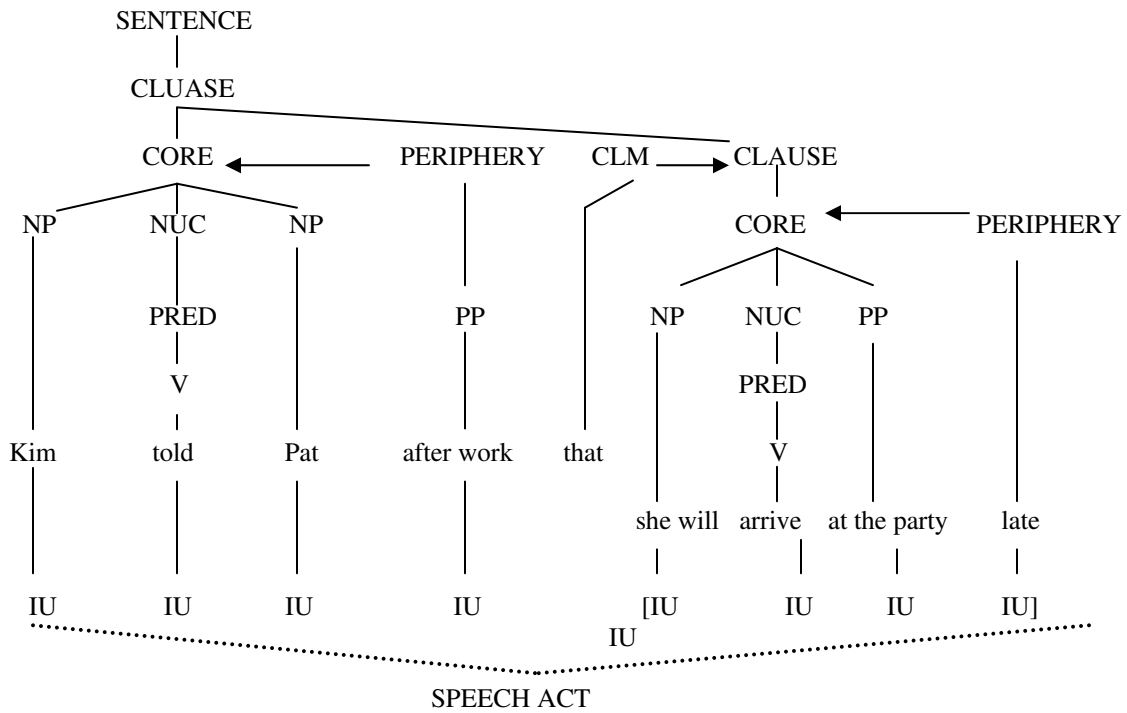 SENTENCE
CLUASE
CORE PERIPHERY CLM CLAUSE
NP NUC NP CORE PERIPHERY
PRED PP NP NUC PP
V PRED
Kim told Pat after work that V
she will arrive at the party late
IU IU IU IU [IU IU IU IU]
IU
SPEECH ACT